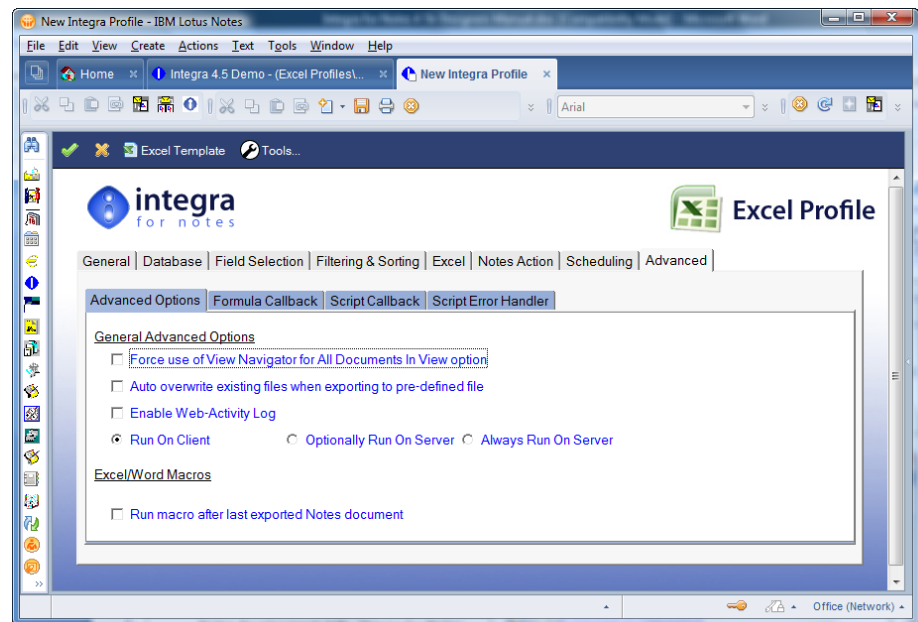 New Integra Profile - IBM Lotus Notes
File Edit View Create Actions Text Tools Window Help
Home Integra 4.5 Demo - (Excel Profiles\... New Integra Profile
Arial
Excel Template Tools...
integra
for notes
Excel Profile
General Database Field Selection Filtering & Sorting Excel Notes Action Scheduling Advanced
Advanced Options Formula Callback Script Callback Script Error Handler
General Advanced Options
Force use of View Navigator for All Documents In View option
Auto overwrite existing files when exporting to pre-defined file
Enable Web-Activity Log
Run On Client Optionally Run On Server Always Run On Server
Excel/Word Macros
Run macro after last exported Notes document
Office (Network)